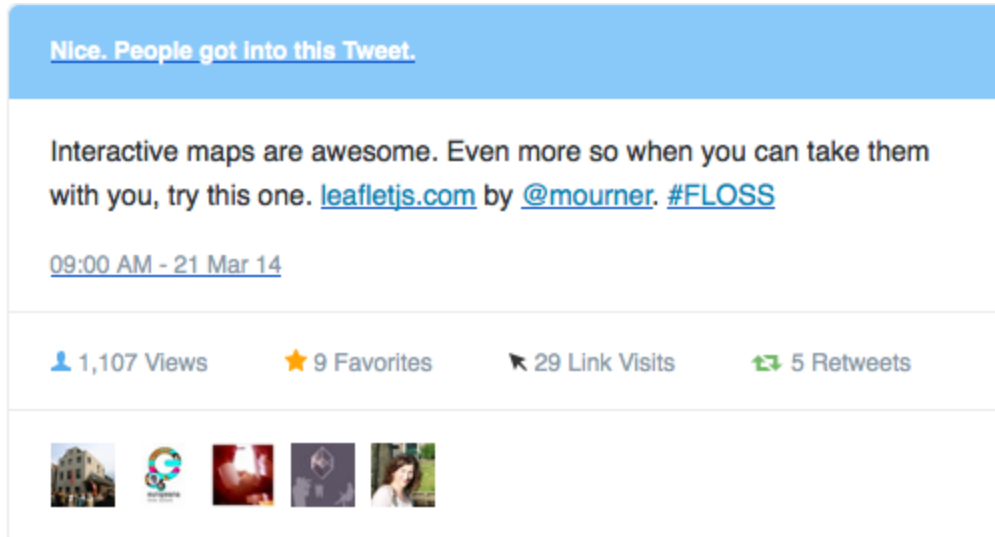 Nice. People got into this Tweet.
Interactive maps are awesome. Even more so when you can take them
with you, try this one. leafletjs.com by @mourner. #FLOSS
09:00 AM - 21 Mar 14
1,107 Views 9 Favorites 29 Link Visits 5 Retweets
europeana